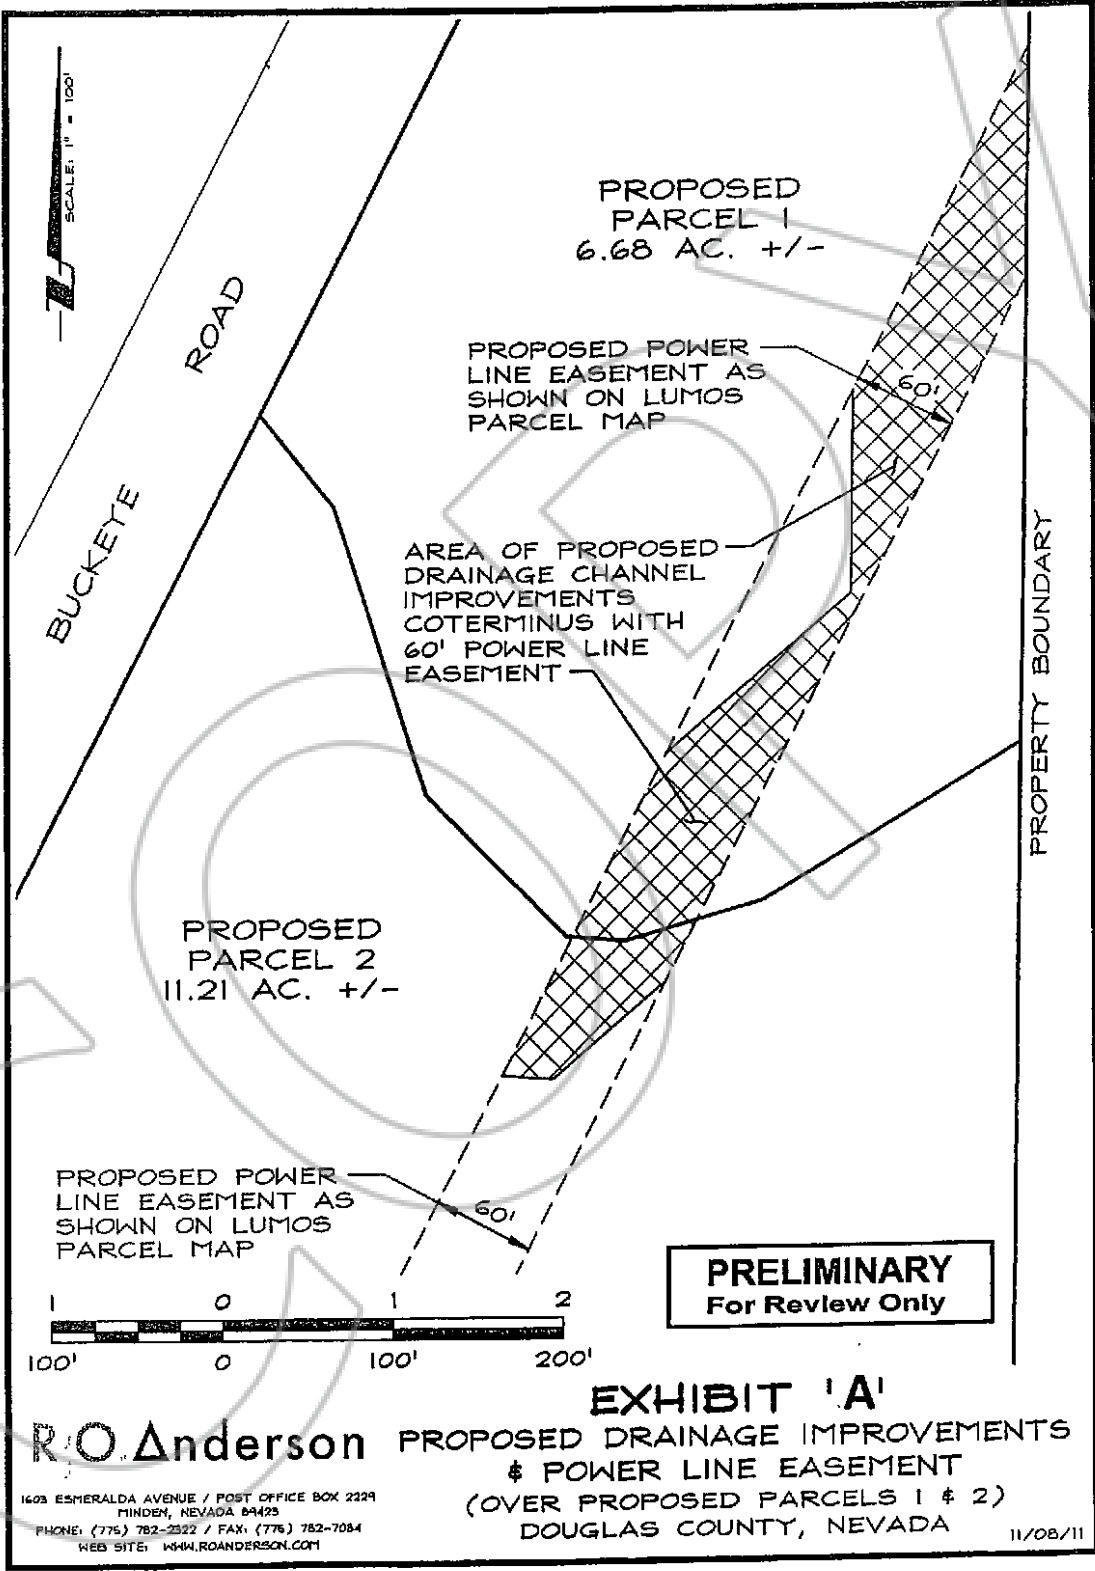 SCALE: 1" = 100'
PROPOSED
PARCEL 1
6.68 AC. +/-
BUCKEYE ROAD
PROPOSED POWER
LINE EASEMENT AS
SHOWN ON LUMOS
PARCEL MAP
60'
AREA OF PROPOSED
DRAINAGE CHANNEL
IMPROVEMENTS
COTERMINUS WITH
60' POWER LINE
EASEMENT
PROPERTY BOUNDARY
PROPOSED
PARCEL 2
11.21 AC. +/-
PROPOSED POWER
LINE EASEMENT AS
SHOWN ON LUMOS
PARCEL MAP
60'
PRELIMINARY
For Review Only
1 0 1 2
100' 0 100' 200'
EXHIBIT 'A'
PROPOSED DRAINAGE IMPROVEMENTS
& POWER LINE EASEMENT
(OVER PROPOSED PARCELS 1 & 2)
DOUGLAS COUNTY, NEVADA
11/08/11
R.O. Anderson
1603 ESMERALDA AVENUE / POST OFFICE BOX 2229
MINDEN, NEVADA 89423
PHONE: (775) 782-2322 / FAX: (775) 782-7084
WEB SITE: WWW.ROANDERSON.COM
COPY